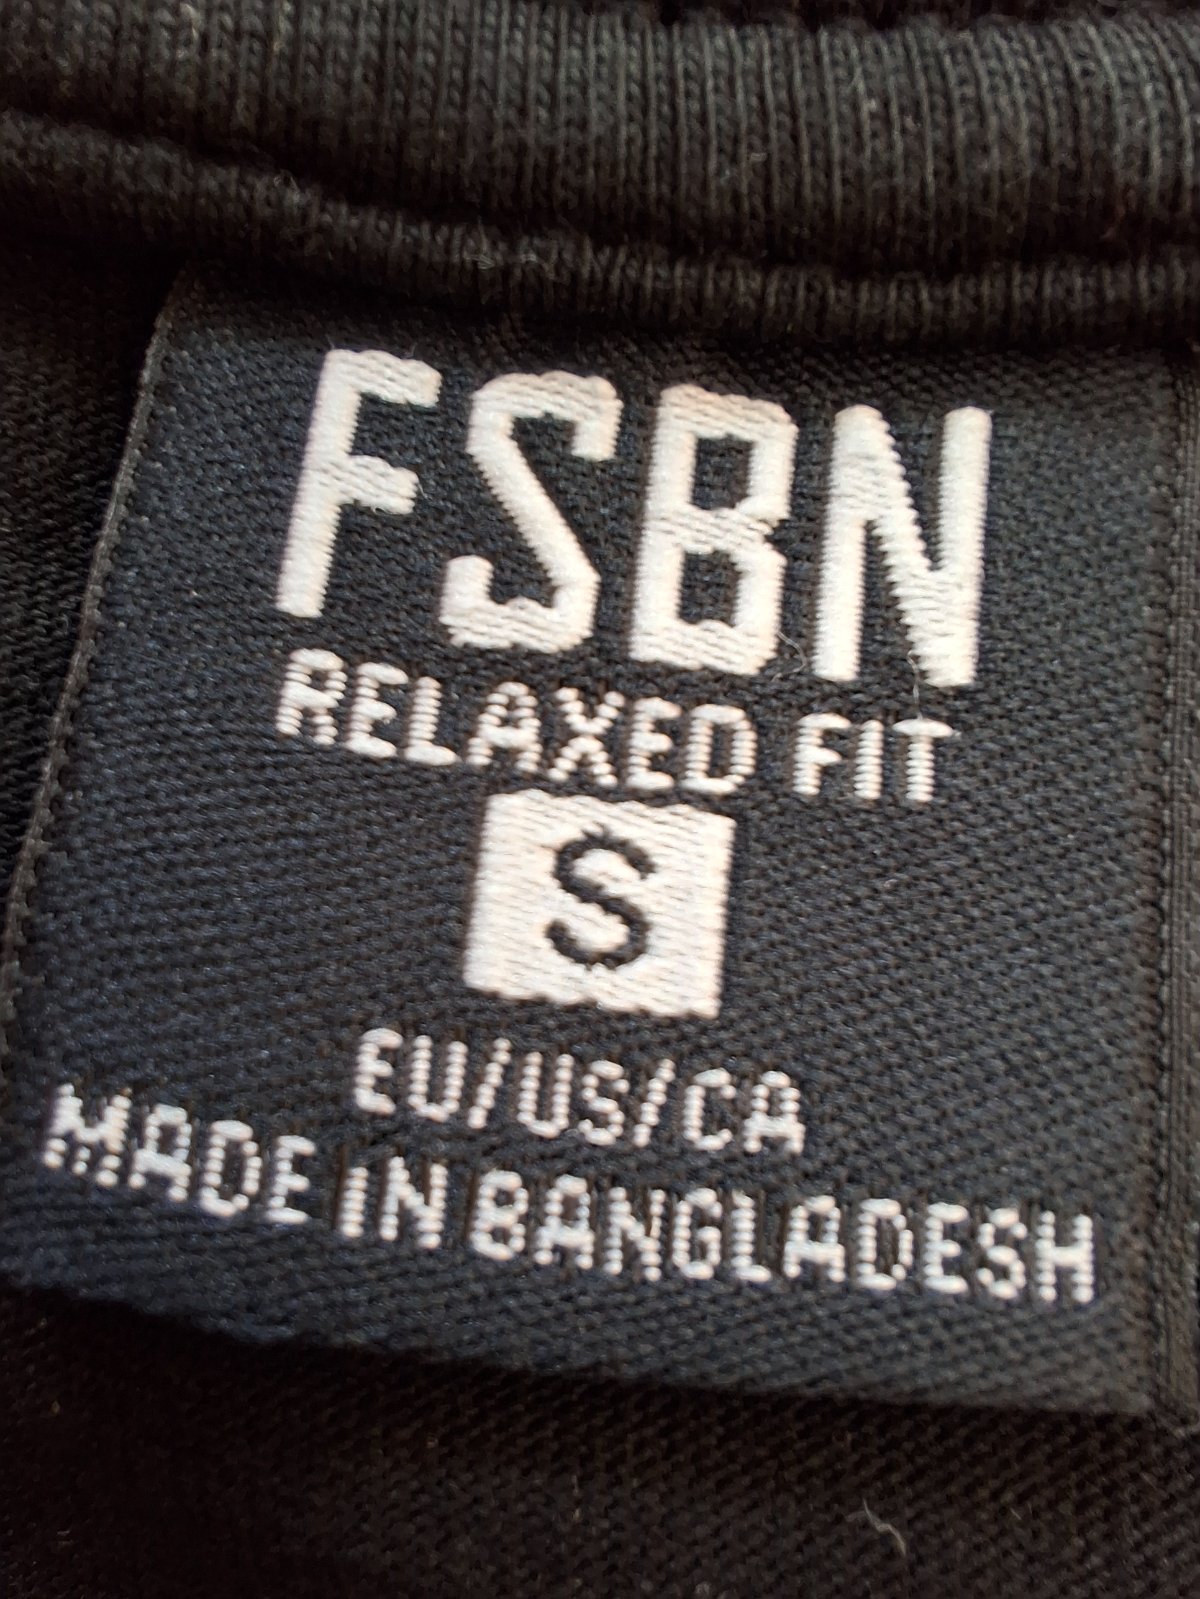 FSBN
RELAXED FIT
S
EU/US/CA
MADE IN BANGLADESH